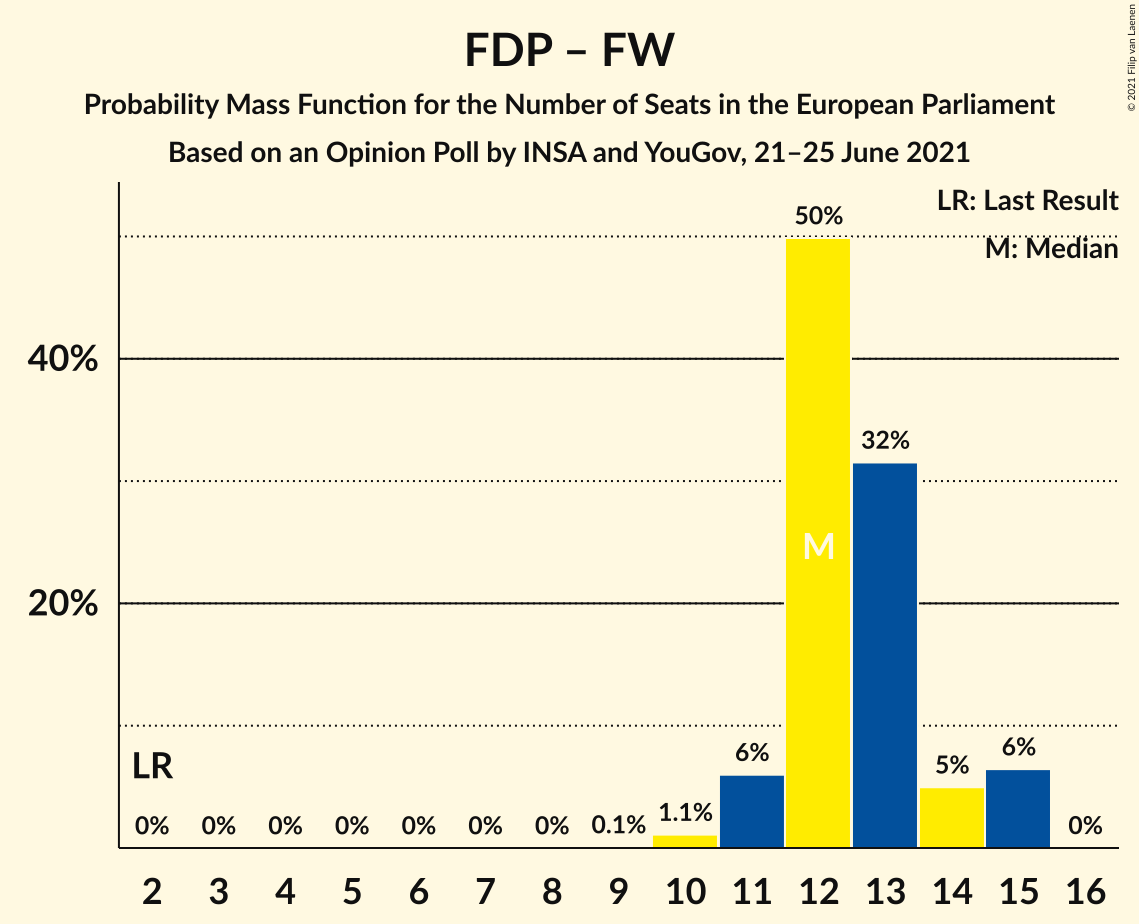 FDP – FW
Probability Mass Function for the Number of Seats in the European Parliament
Based on an Opinion Poll by INSA and YouGov, 21–25 June 2021
© 2021 Filip van Laenen
LR: Last Result
M: Median
50%
40%
32%
M
20%
LR
6%
5%
6%
0%
0%
0%
0%
0%
0%
0%
0.1%
1.1%
0%
2 3 4 5 6 7 8 9 10 11 12 13 14 15 16